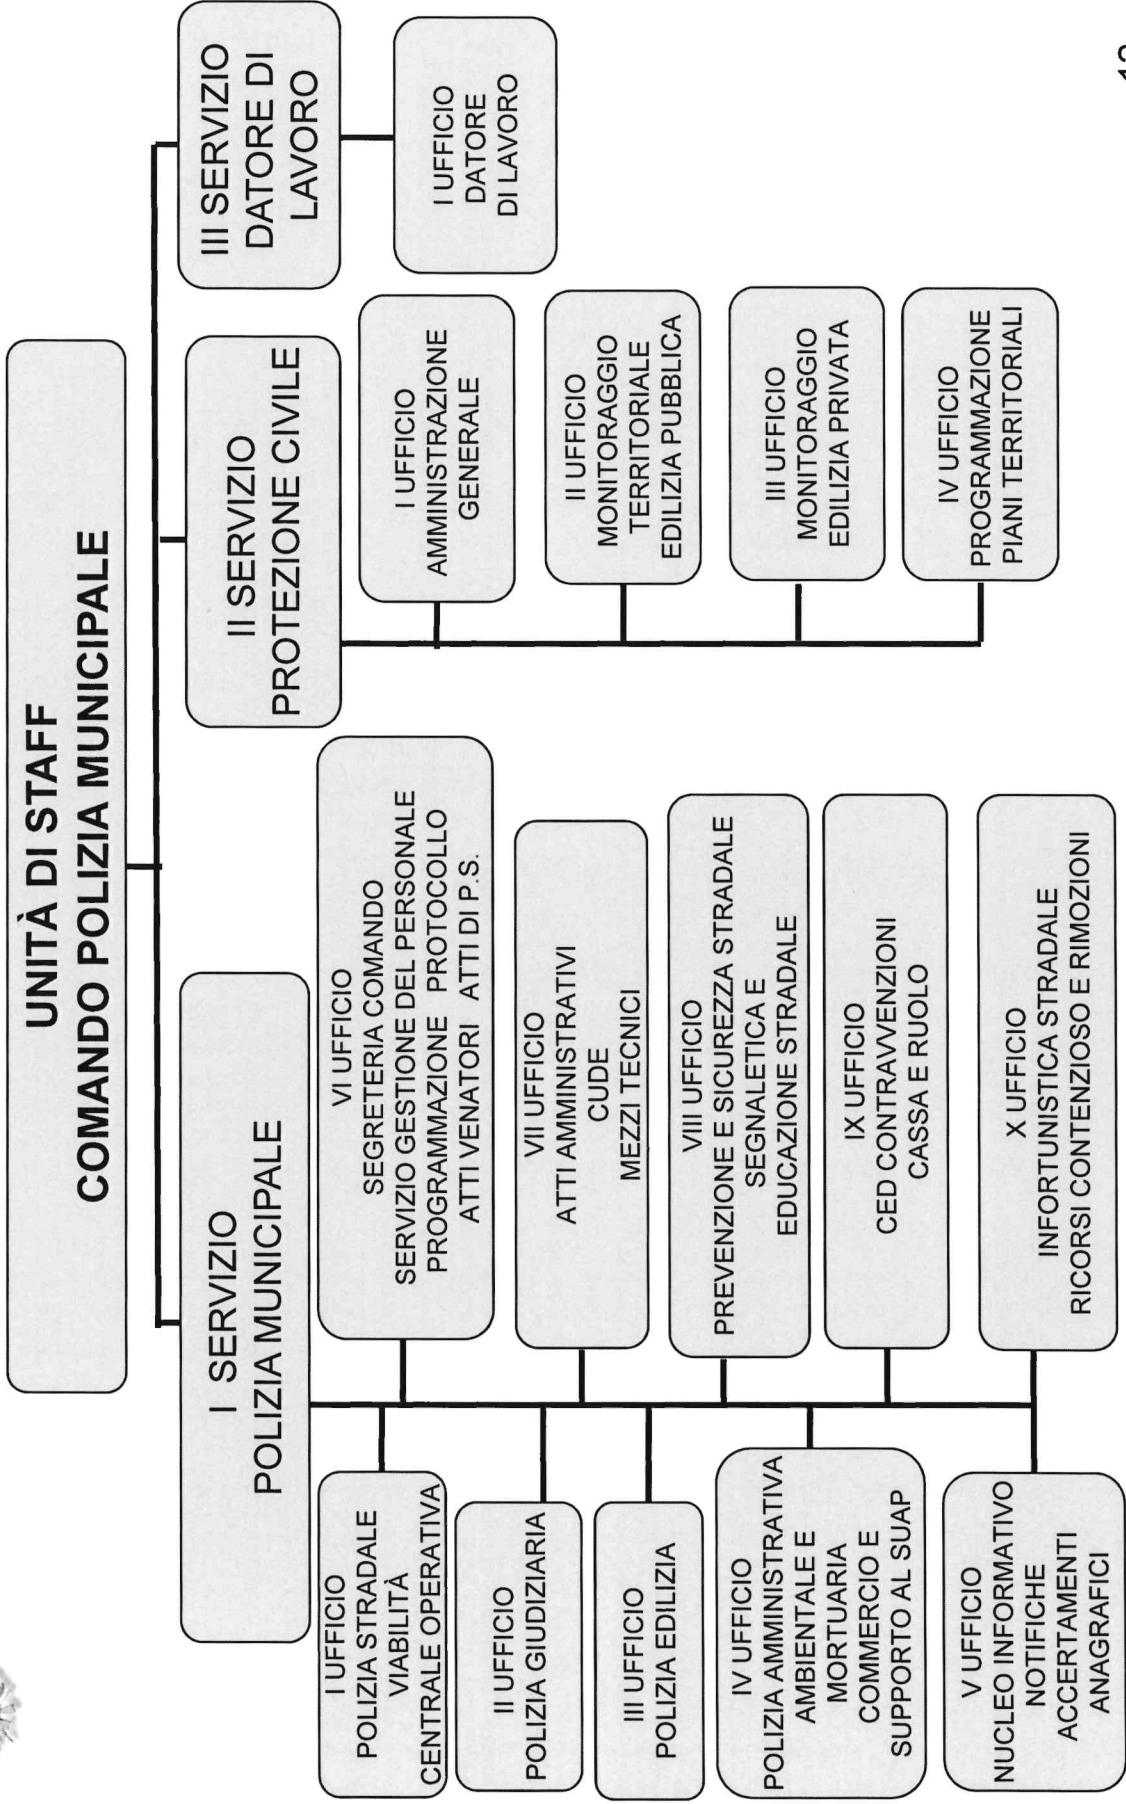 UNITÀ DI STAFF
COMANDO POLIZIA MUNICIPALE
I SERVIZIO
POLIZIA MUNICIPALE
I UFFICIO
POLIZIA STRADALE
VIABILITÀ
CENTRALE OPERATIVA
II UFFICIO
POLIZIA GIUDIZIARIA
III UFFICIO
POLIZIA EDILIZIA
IV UFFICIO
POLIZIA AMMINISTRATIVA
AMBIENTALE E
MORTUARIA
COMMERCIO E
SUPPORTO AL SUAP
V UFFICIO
NUCLEO INFORMATIVO
NOTIFICHE
ACCERTAMENTI
ANAGRAFICI
VI UFFICIO
SEGRETERIA COMANDO
SERVIZIO GESTIONE DEL PERSONALE
PROGRAMMAZIONE PROTOCOLLO
ATTI VENATORI ATTI DI P.S.
VII UFFICIO
ATTI AMMINISTRATIVI
CUDE
MEZZI TECNICI
VIII UFFICIO
PREVENZIONE E SICUREZZA STRADALE
SEGNALETICA E
EDUCAZIONE STRADALE
IX UFFICIO
CED CONTRAVVENZIONI
CASSA E RUOLO
X UFFICIO
INFORTUNISTICA STRADALE
RICORSI CONTENZIOSO E RIMOZIONI
II SERVIZIO
PROTEZIONE CIVILE
I UFFICIO
AMMINISTRAZIONE
GENERALE
II UFFICIO
MONITORAGGIO
TERRITORIALE
EDILIZIA PUBBLICA
III UFFICIO
MONITORAGGIO
EDILIZIA PRIVATA
IV UFFICIO
PROGRAMMAZIONE
PIANI TERRITORIALI
III SERVIZIO
DATORE DI
LAVORO
I UFFICIO
DATORE
DI LAVORO